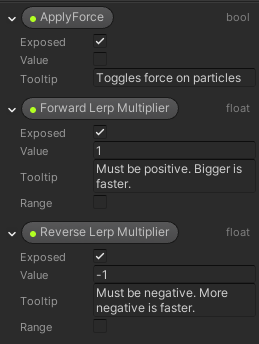 ApplyForce bool
Exposed
Value
Tooltip Toggles force on particles
Forward Lerp Multiplier float
Exposed
Value 1
Tooltip Must be positive. Bigger is
faster.
Range
Reverse Lerp Multiplier float
Exposed
Value -1
Tooltip Must be negative. More
negative is faster.
Range